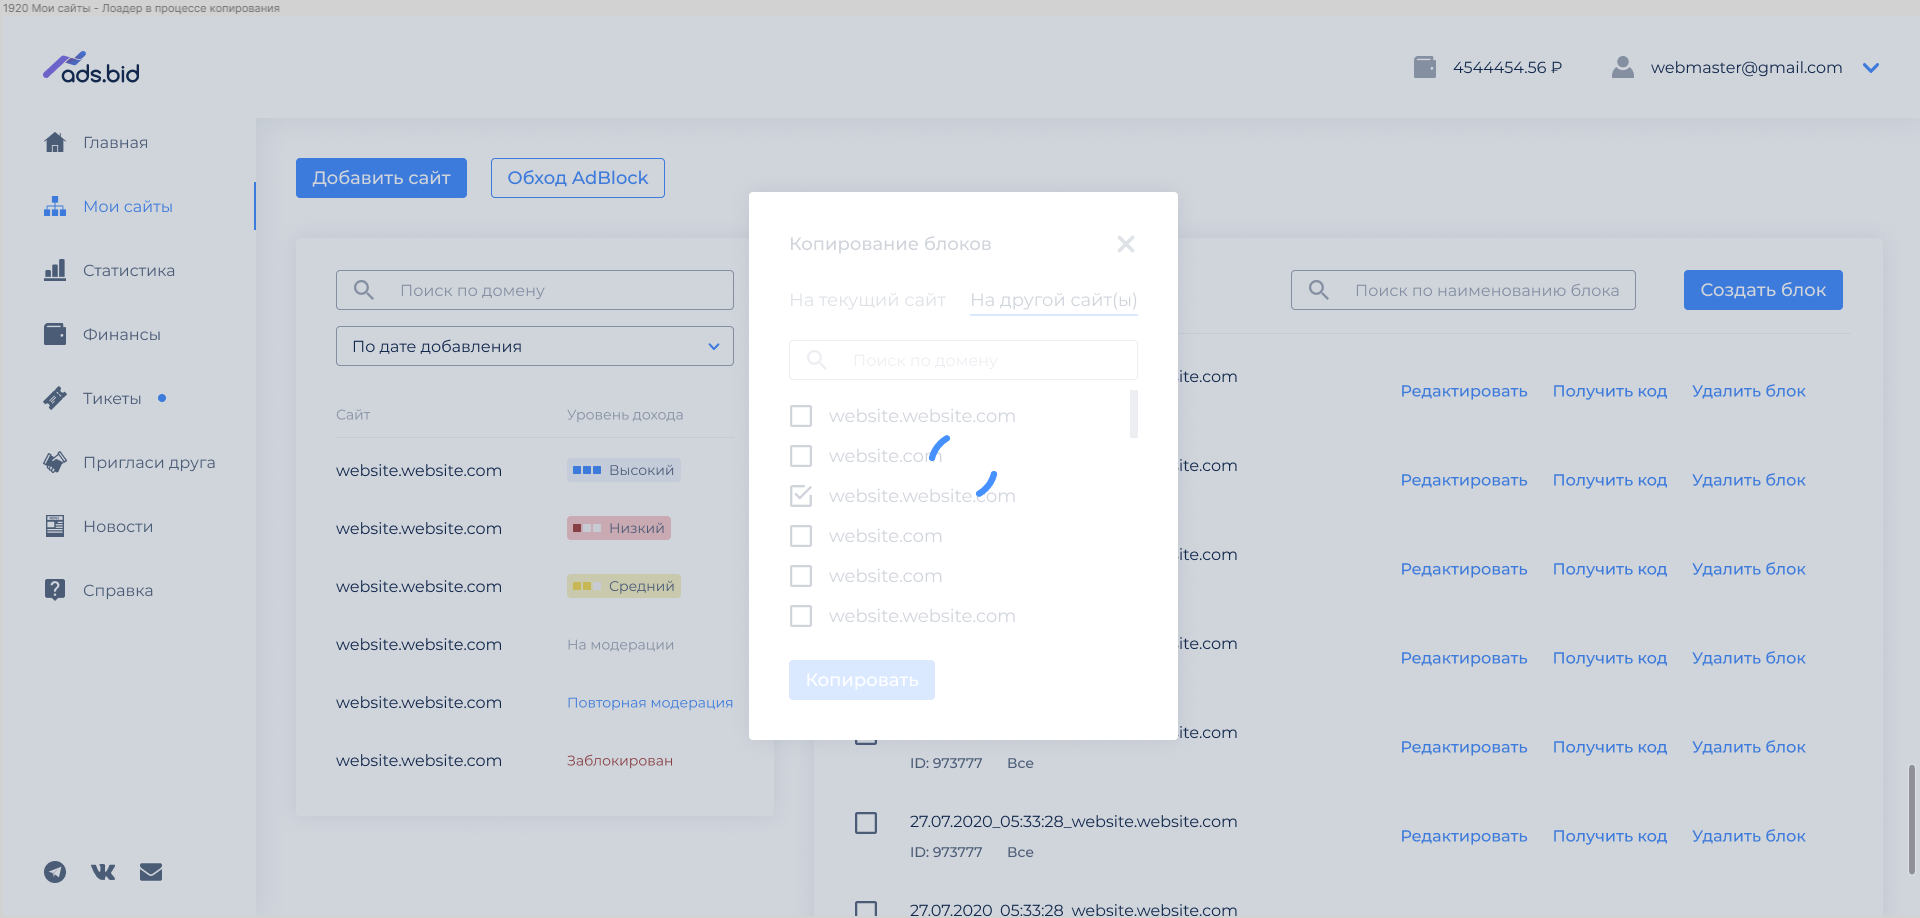 1920 Мои сайты - Лоадер в процессе копирования
ads.bid
4544454.56 ₽
webmaster@gmail.com
Главная
Мои сайты
Статистика
Финансы
Тикеты
Пригласи друга
Новости
Справка
Добавить сайт
Обход AdBlock
Поиск по домену
По дате добавления
Сайт
Уровень дохода
website.website.com
Высокий
website.website.com
Низкий
website.website.com
Средний
website.website.com
На модерации
website.website.com
Повторная модерация
website.website.com
Заблокирован
Копирование блоков
На текущий сайт
На другой сайт(ы)
Поиск по домену
website.website.com
website.com
website.website.com
website.com
website.com
website.website.com
Копировать
Поиск по наименованию блока
Создать блок
ite.com
Редактировать
Получить код
Удалить блок
ite.com
Редактировать
Получить код
Удалить блок
ite.com
Редактировать
Получить код
Удалить блок
ite.com
Редактировать
Получить код
Удалить блок
ite.com
ID: 973777
Все
Редактировать
Получить код
Удалить блок
27.07.2020_05:33:28_website.website.com
ID: 973777
Все
Редактировать
Получить код
Удалить блок
27.07.2020_05:33:28_website.website.com